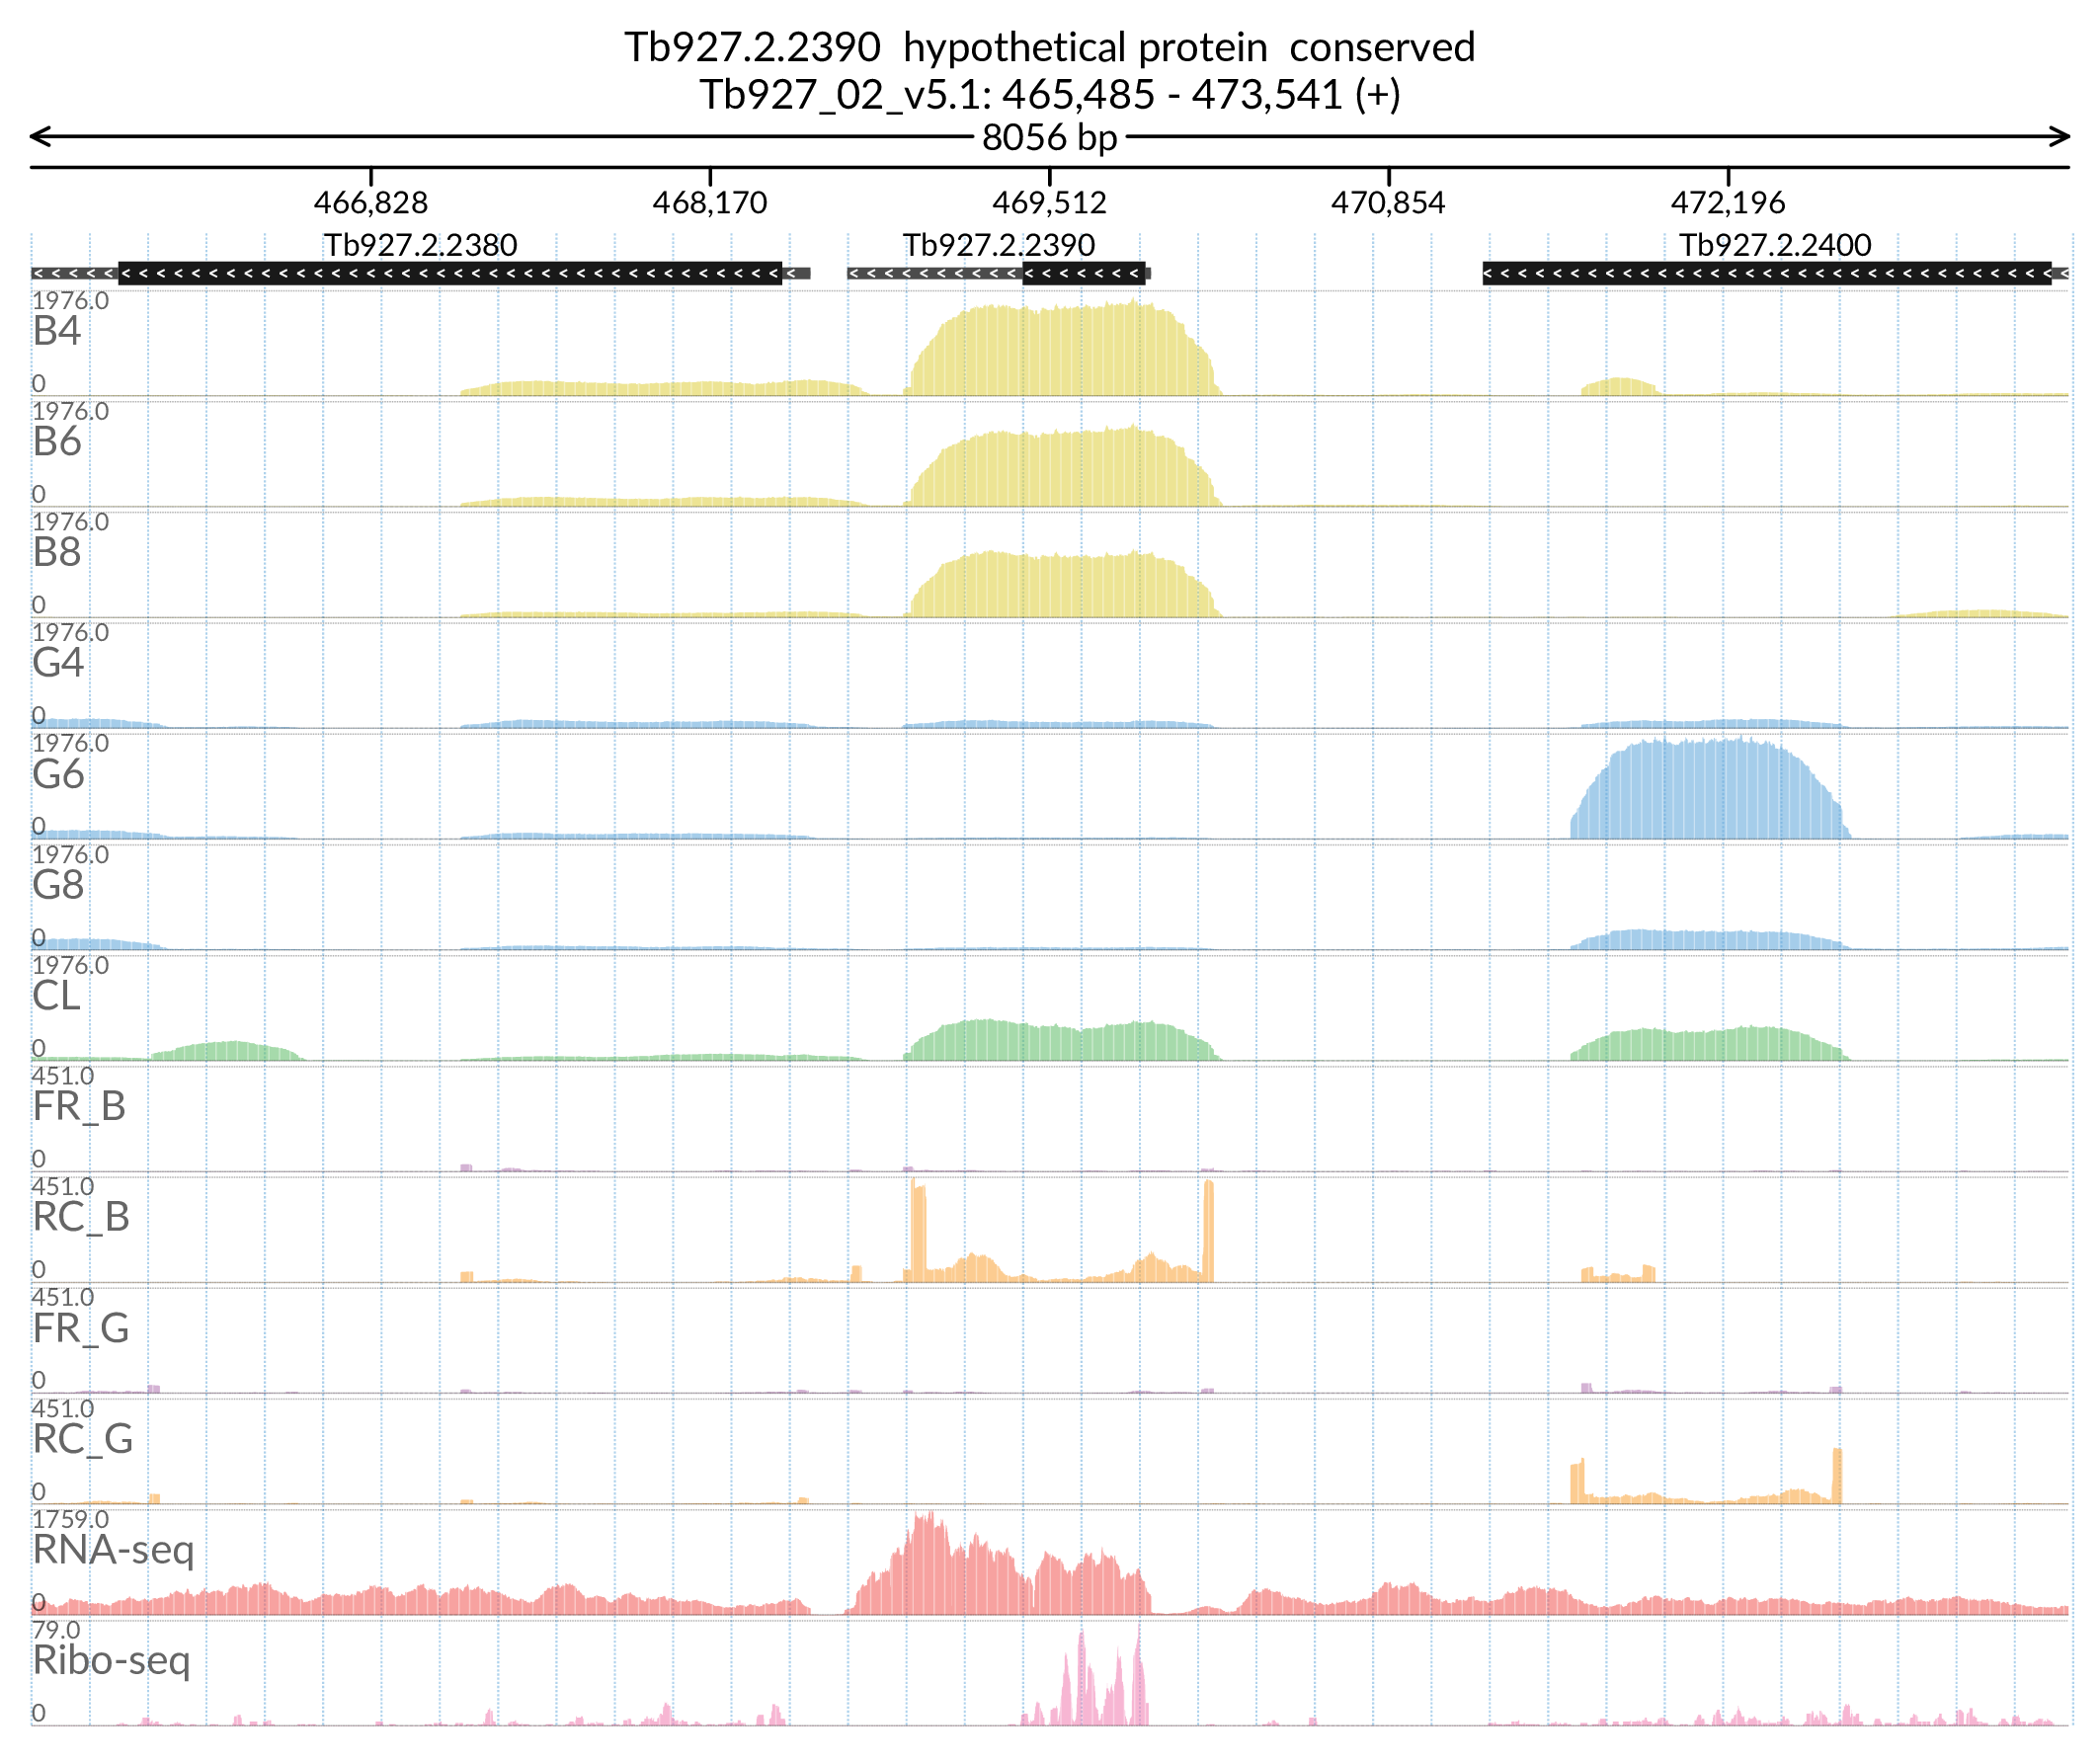 Tb927.2.2390 hypothetical protein conserved
Tb927_02_v5.1: 465,485 - 473,541 (+)
8056 bp
466,828 468,170 469,512 470,854 472,196
Tb927.2.2380 Tb927.2.2390 Tb927.2.2400
1976.0
B4
0
1976.0
B6
0
1976.0
B8
0
1976.0
G4
0
1976.0
G6
0
1976.0
G8
0
1976.0
CL
0
451.0
FR_B
0
451.0
RC_B
0
451.0
FR_G
0
451.0
RC_G
0
1759.0
RNA-seq
0
79.0
Ribo-seq
0